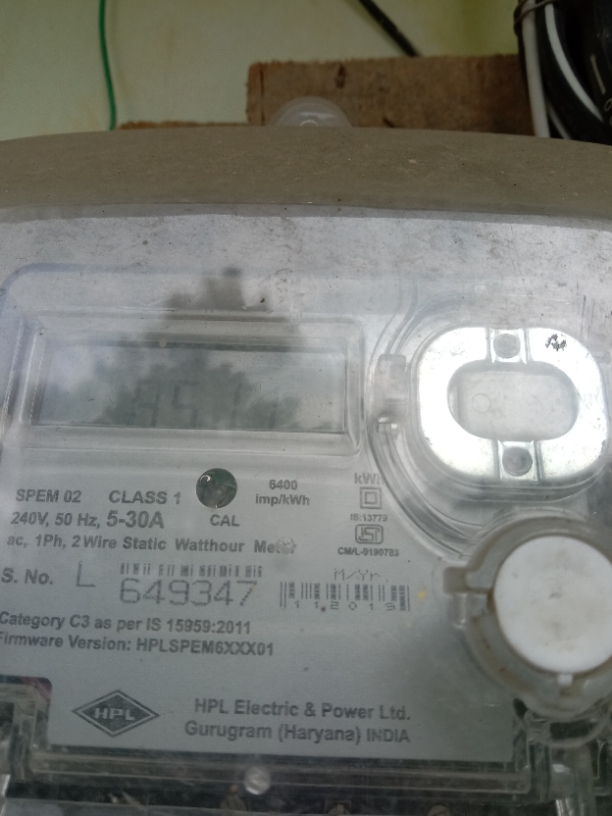 SPEM 02 CLASS 1 6400 imp/kWh kWh
240V, 50 Hz, 5-30A CAL IS:13779
ac, 1Ph, 2 Wire Static Watthour Meter
S. No. L 649347 M/Yr. 11.2019
Category C3 as per IS 15959:2011
Firmware Version: HPLSPEM6XXX01
HPL
HPL Electric & Power Ltd.
Gurugram (Haryana) INDIA